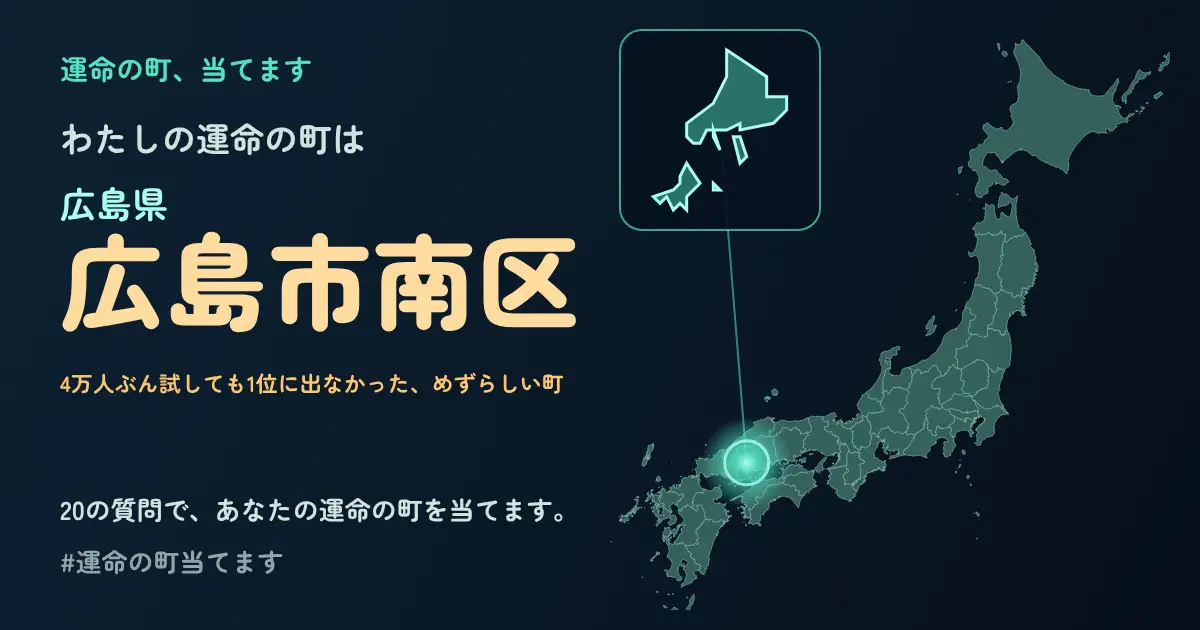 運命の町、当てます
わたしの運命の町は
広島県
広島市南区
4万人ぶん試しても1位に出なかった、めずらしい町
20の質問で、あなたの運命の町を当てます。
#運命の町当てます